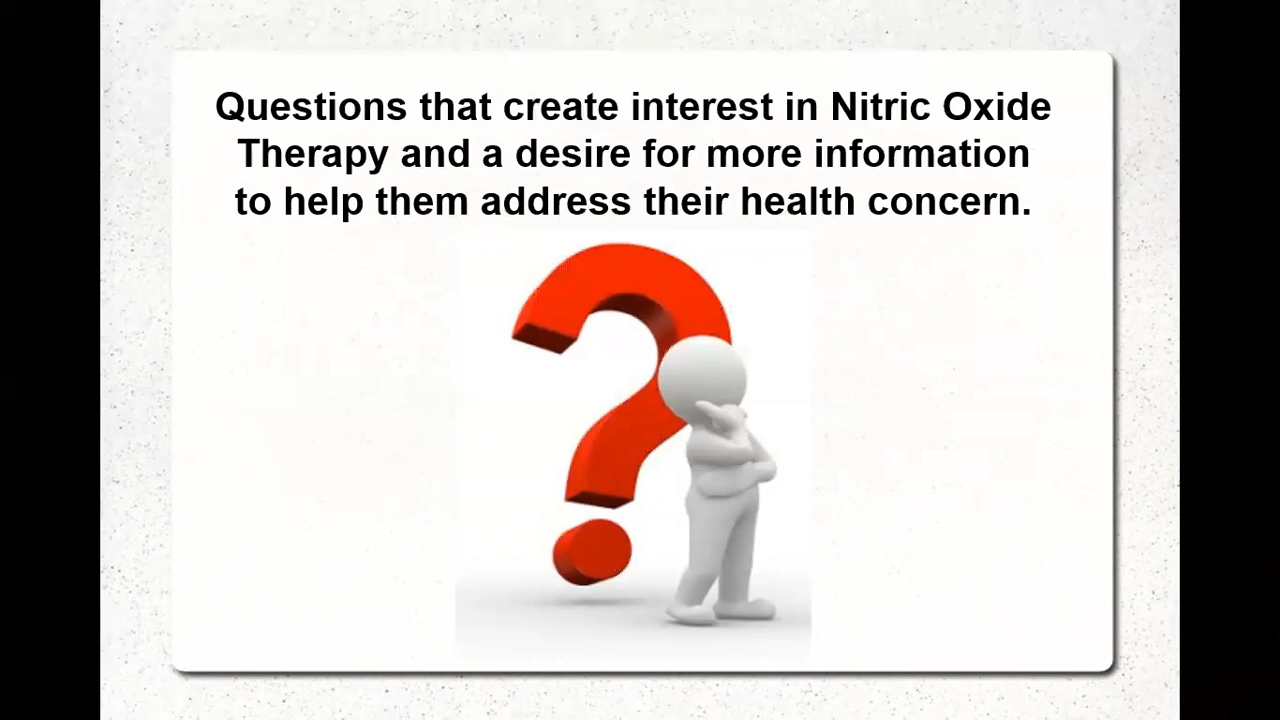 Questions that create interest in Nitric Oxide
Therapy and a desire for more information
to help them address their health concern.